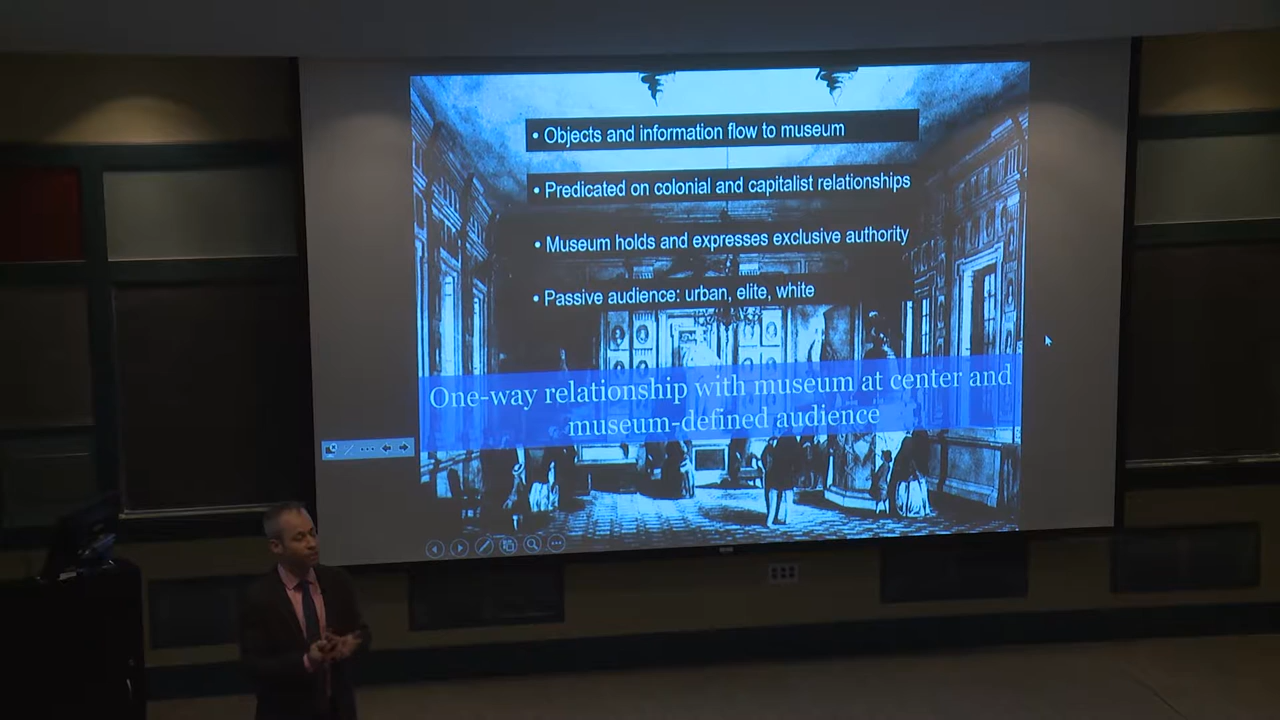 • Objects and information flow to museum
• Predicated on colonial and capitalist relationships
• Museum holds and expresses exclusive authority
• Passive audience: urban, elite, white
One-way relationship with museum at center and
museum-defined audience